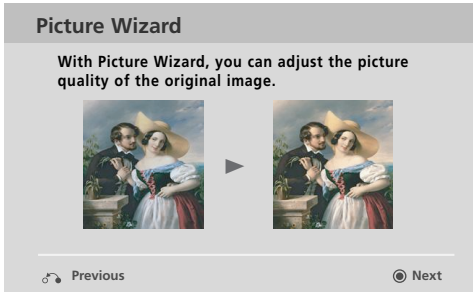 Picture Wizard
With Picture Wizard, you can adjust the picture
quality of the original image.
Previous
Next